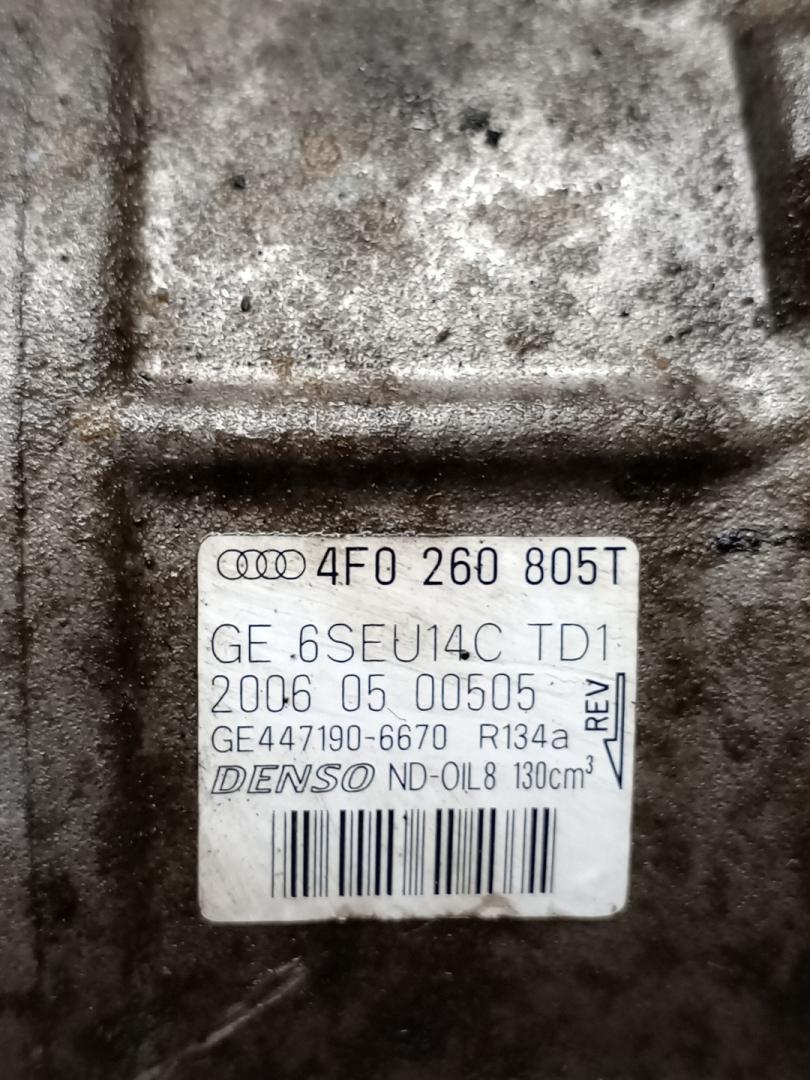 4F0 260 805T
GE 6SEU14C TD1
2006 05 00505
REV
GE447190-6670 R134a
DENSO ND-OIL8 130cm³